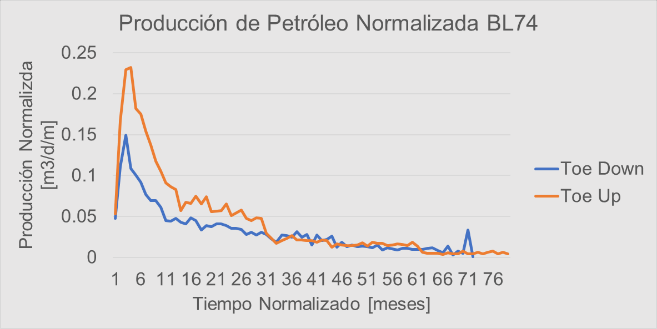 Producción de Petróleo Normalizada BL74
Producción Normalizda
[m3/d/m]
0.25
0.2
0.15
0.1
0.05
0
1 6 11 16 21 26 31 36 41 46 51 56 61 66 71 76
Tiempo Normalizado [meses]
Toe Down
Toe Up